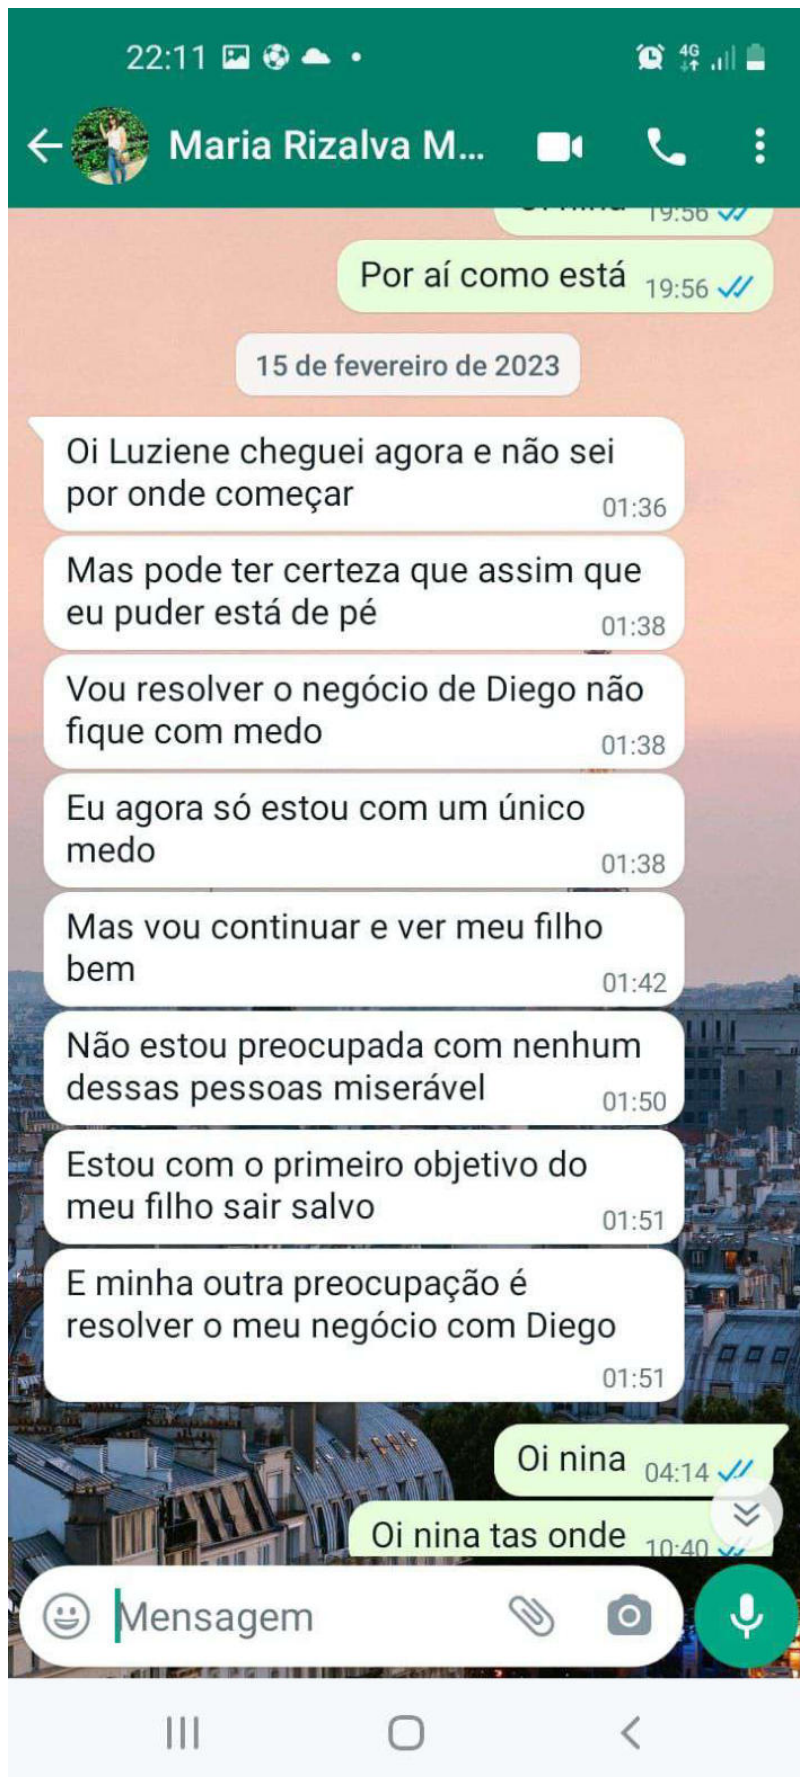 22:11
4G
Maria Rizalva M...
19:56
Por aí como está 19:56
15 de fevereiro de 2023
Oi Luziene cheguei agora e não sei
por onde começar 01:36
Mas pode ter certeza que assim que
eu puder está de pé 01:38
Vou resolver o negócio de Diego não
fique com medo 01:38
Eu agora só estou com um único
medo 01:38
Mas vou continuar e ver meu filho
bem 01:42
Não estou preocupada com nenhum
dessas pessoas miserável 01:50
Estou com o primeiro objetivo do
meu filho sair salvo 01:51
E minha outra preocupação é
resolver o meu negócio com Diego
01:51
Oi nina 04:14
Oi nina tas onde 10:40
Mensagem